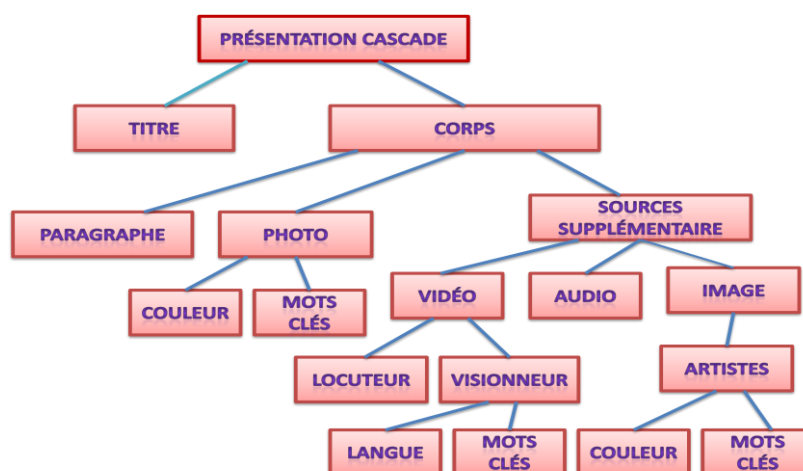 PRÉSENTATION CASCADE
TITRE
CORPS
PARAGRAPHE
PHOTO
SOURCES
SUPPLÉMENTAIRE
COULEUR
MOTS
CLÉS
VIDÉO
AUDIO
IMAGE
LOCUTEUR
VISIONNEUR
ARTISTES
LANGUE
MOTS
CLÉS
COULEUR
MOTS
CLÉS